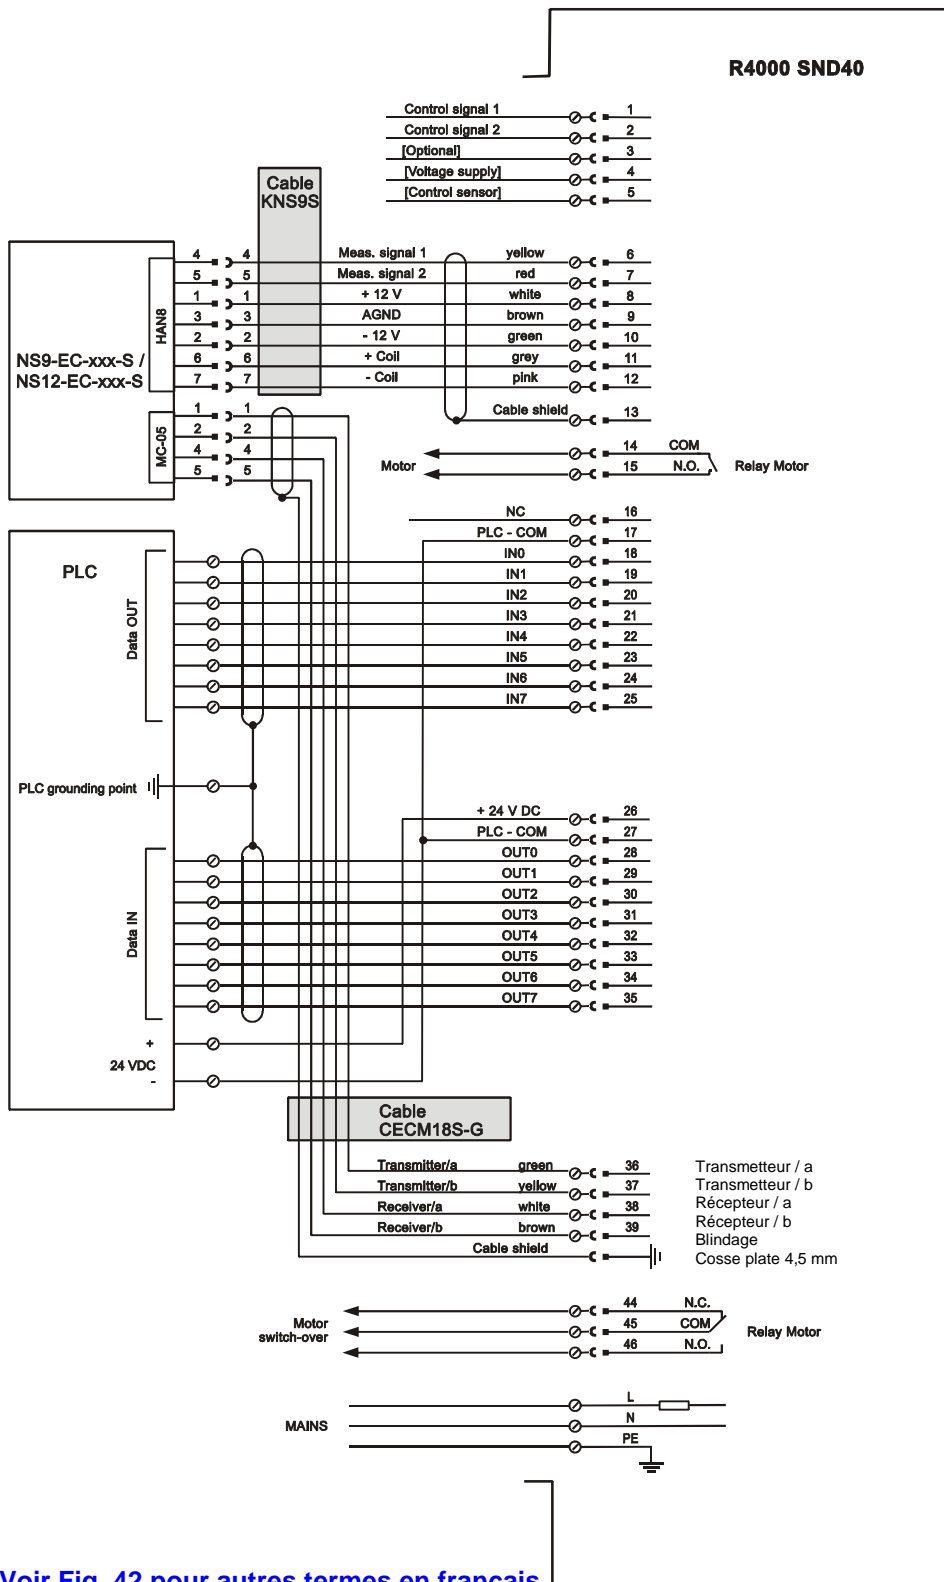 R4000 SND40
Control signal 1 1
Control signal 2 2
[Optional] 3
[Voltage supply] 4
[Control sensor] 5
Cable
KNS9S
NS9-EC-xxx-S /
NS12-EC-xxx-S
HAN8
4 4 Meas. signal 1 yellow 6
5 5 Meas. signal 2 red 7
1 1 + 12 V white 8
3 3 AGND brown 9
2 2 - 12 V green 10
6 6 + Coil grey 11
7 7 - Coil pink 12
Cable shield 13
MC-05
1 1
2 2
4 4
5 5
Motor
14 COM
15 N.O.
Relay Motor
NC 16
PLC - COM 17
PLC
Data OUT
IN0 18
IN1 19
IN2 20
IN3 21
IN4 22
IN5 23
IN6 24
IN7 25
PLC grounding point
+ 24 V DC 26
PLC - COM 27
Data IN
OUT0 28
OUT1 29
OUT2 30
OUT3 31
OUT4 32
OUT5 33
OUT6 34
OUT7 35
+
24 VDC
-
Cable
CECM18S-G
Transmitter/a green 36 Transmetteur / a
Transmitter/b yellow 37 Transmetteur / b
Receiver/a white 38 Récepteur / a
Receiver/b brown 39 Récepteur / b
Cable shield Blindage
Cosse plate 4,5 mm
Motor
switch-over
44 N.C.
45 COM
46 N.O.
Relay Motor
MAINS
L
N
PE
Voir Fig. 42 pour autres termes en français